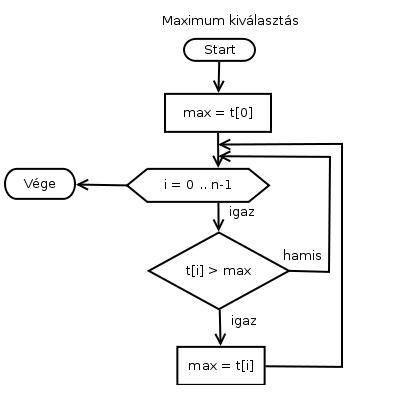 Maximum kiválasztás
Start
max = t[0]
Vége
i = 0 .. n-1
igaz
hamis
t[i] > max
igaz
max = t[i]